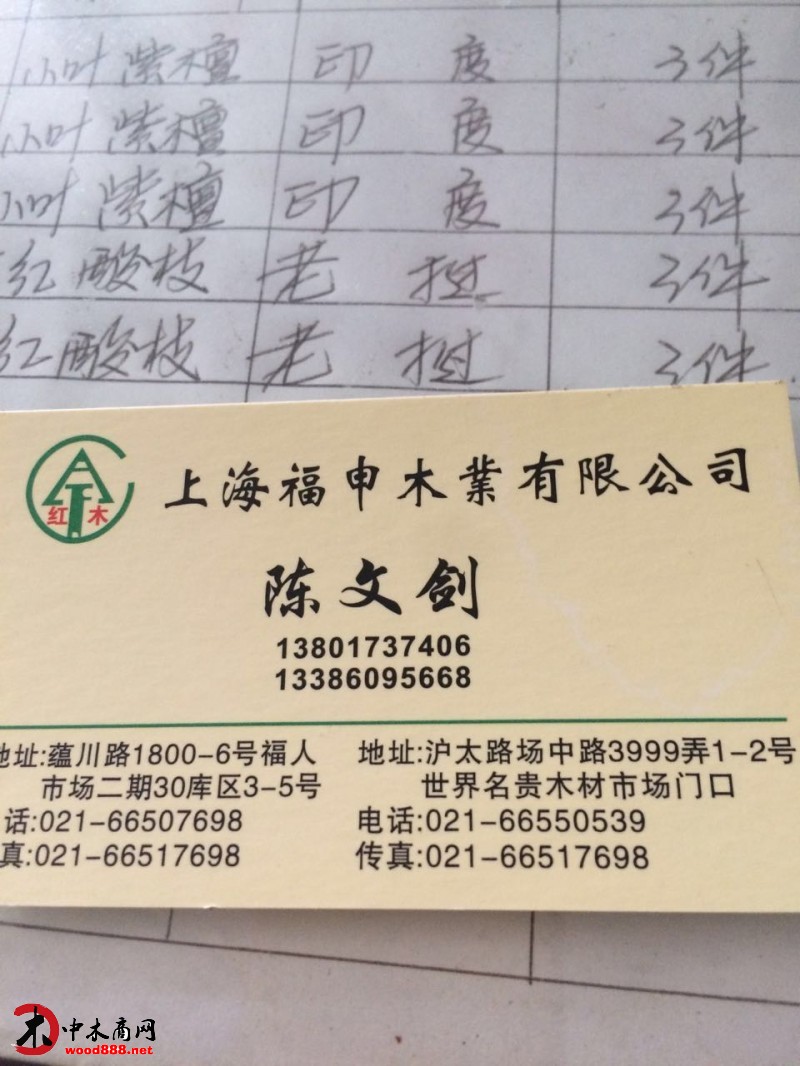 小叶紫檀 印度 3件
小叶紫檀 印度 3件
小叶紫檀 印度 3件
红酸枝 老挝 3件
红酸枝 老挝 3件
红木
上海福申木業有限公司
陈文剑
13801737406
13386095668
地址:蕴川路1800-6号福人
市场二期30库区3-5号
话:021-66507698
真:021-66517698
地址:沪太路场中路3999弄1-2号
世界名贵木材市场门口
电话:021-66550539
传真:021-66517698
木 中木商网
wood888.net